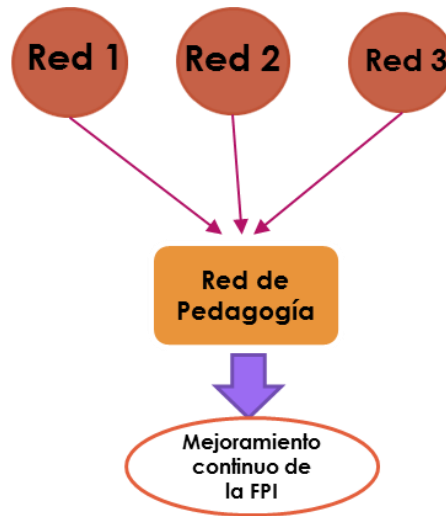 Red 1
Red 2
Red 3
Red de
Pedagogía
Mejoramiento
continuo de
la FPI